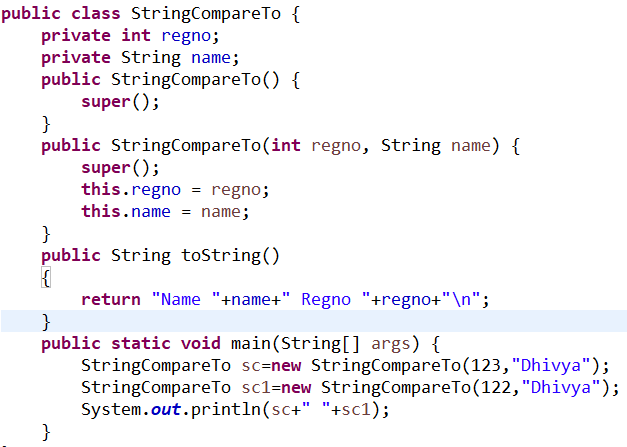 public class StringCompareTo {
private int regno;
private String name;
public StringCompareTo() {
super();
}
public StringCompareTo(int regno, String name) {
super();
this.regno = regno;
this.name = name;
}
public String toString()
{
return "Name "+name+" Regno "+regno+"\n";
}
public static void main(String[] args) {
StringCompareTo sc=new StringCompareTo(123,"Dhivya");
StringCompareTo sc1=new StringCompareTo(122,"Dhivya");
System.out.println(sc+" "+sc1);
}